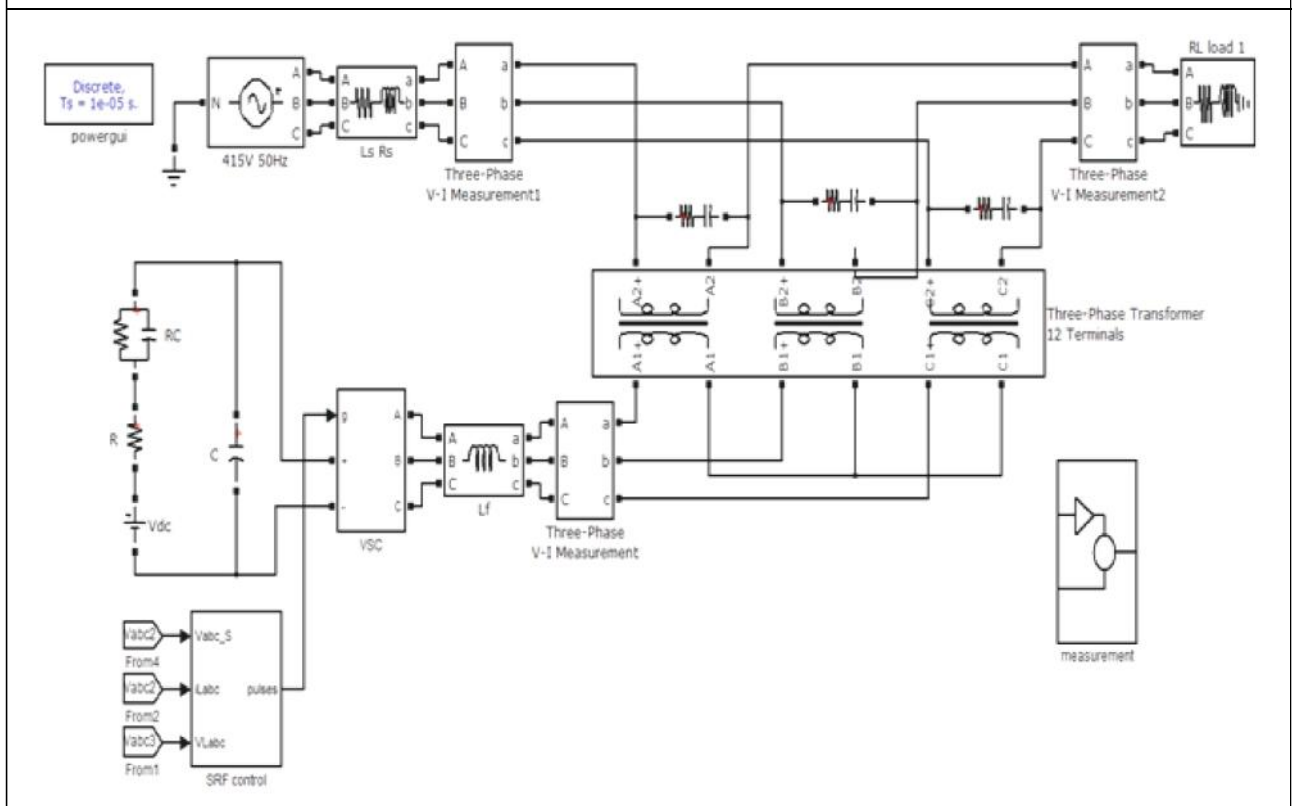 Discrete,
Ts = 1e-05 s.
powergui
N
A
B
C
415V 50Hz
A
B
C
a
b
c
Ls Rs
A
B
C
a
b
c
Three-Phase
V-I Measurement1
A
B
C
a
b
c
Three-Phase
V-I Measurement2
RL load 1
A
B
C
A2+
A2
B2+
B2
C2+
C2
A1+
A1
B1+
B1
C1+
C1
Three-Phase Transformer
12 Terminals
RC
R
C
Vdc
g
+
-
A
B
C
VSC
A
B
C
a
b
c
Lf
A
B
C
a
b
c
Three-Phase
V-I Measurement
Vabc2
From4
Vabc2
From2
Vabc3
From1
Vabc_S
iLabc
VLabc
pulses
SRF control
measurement